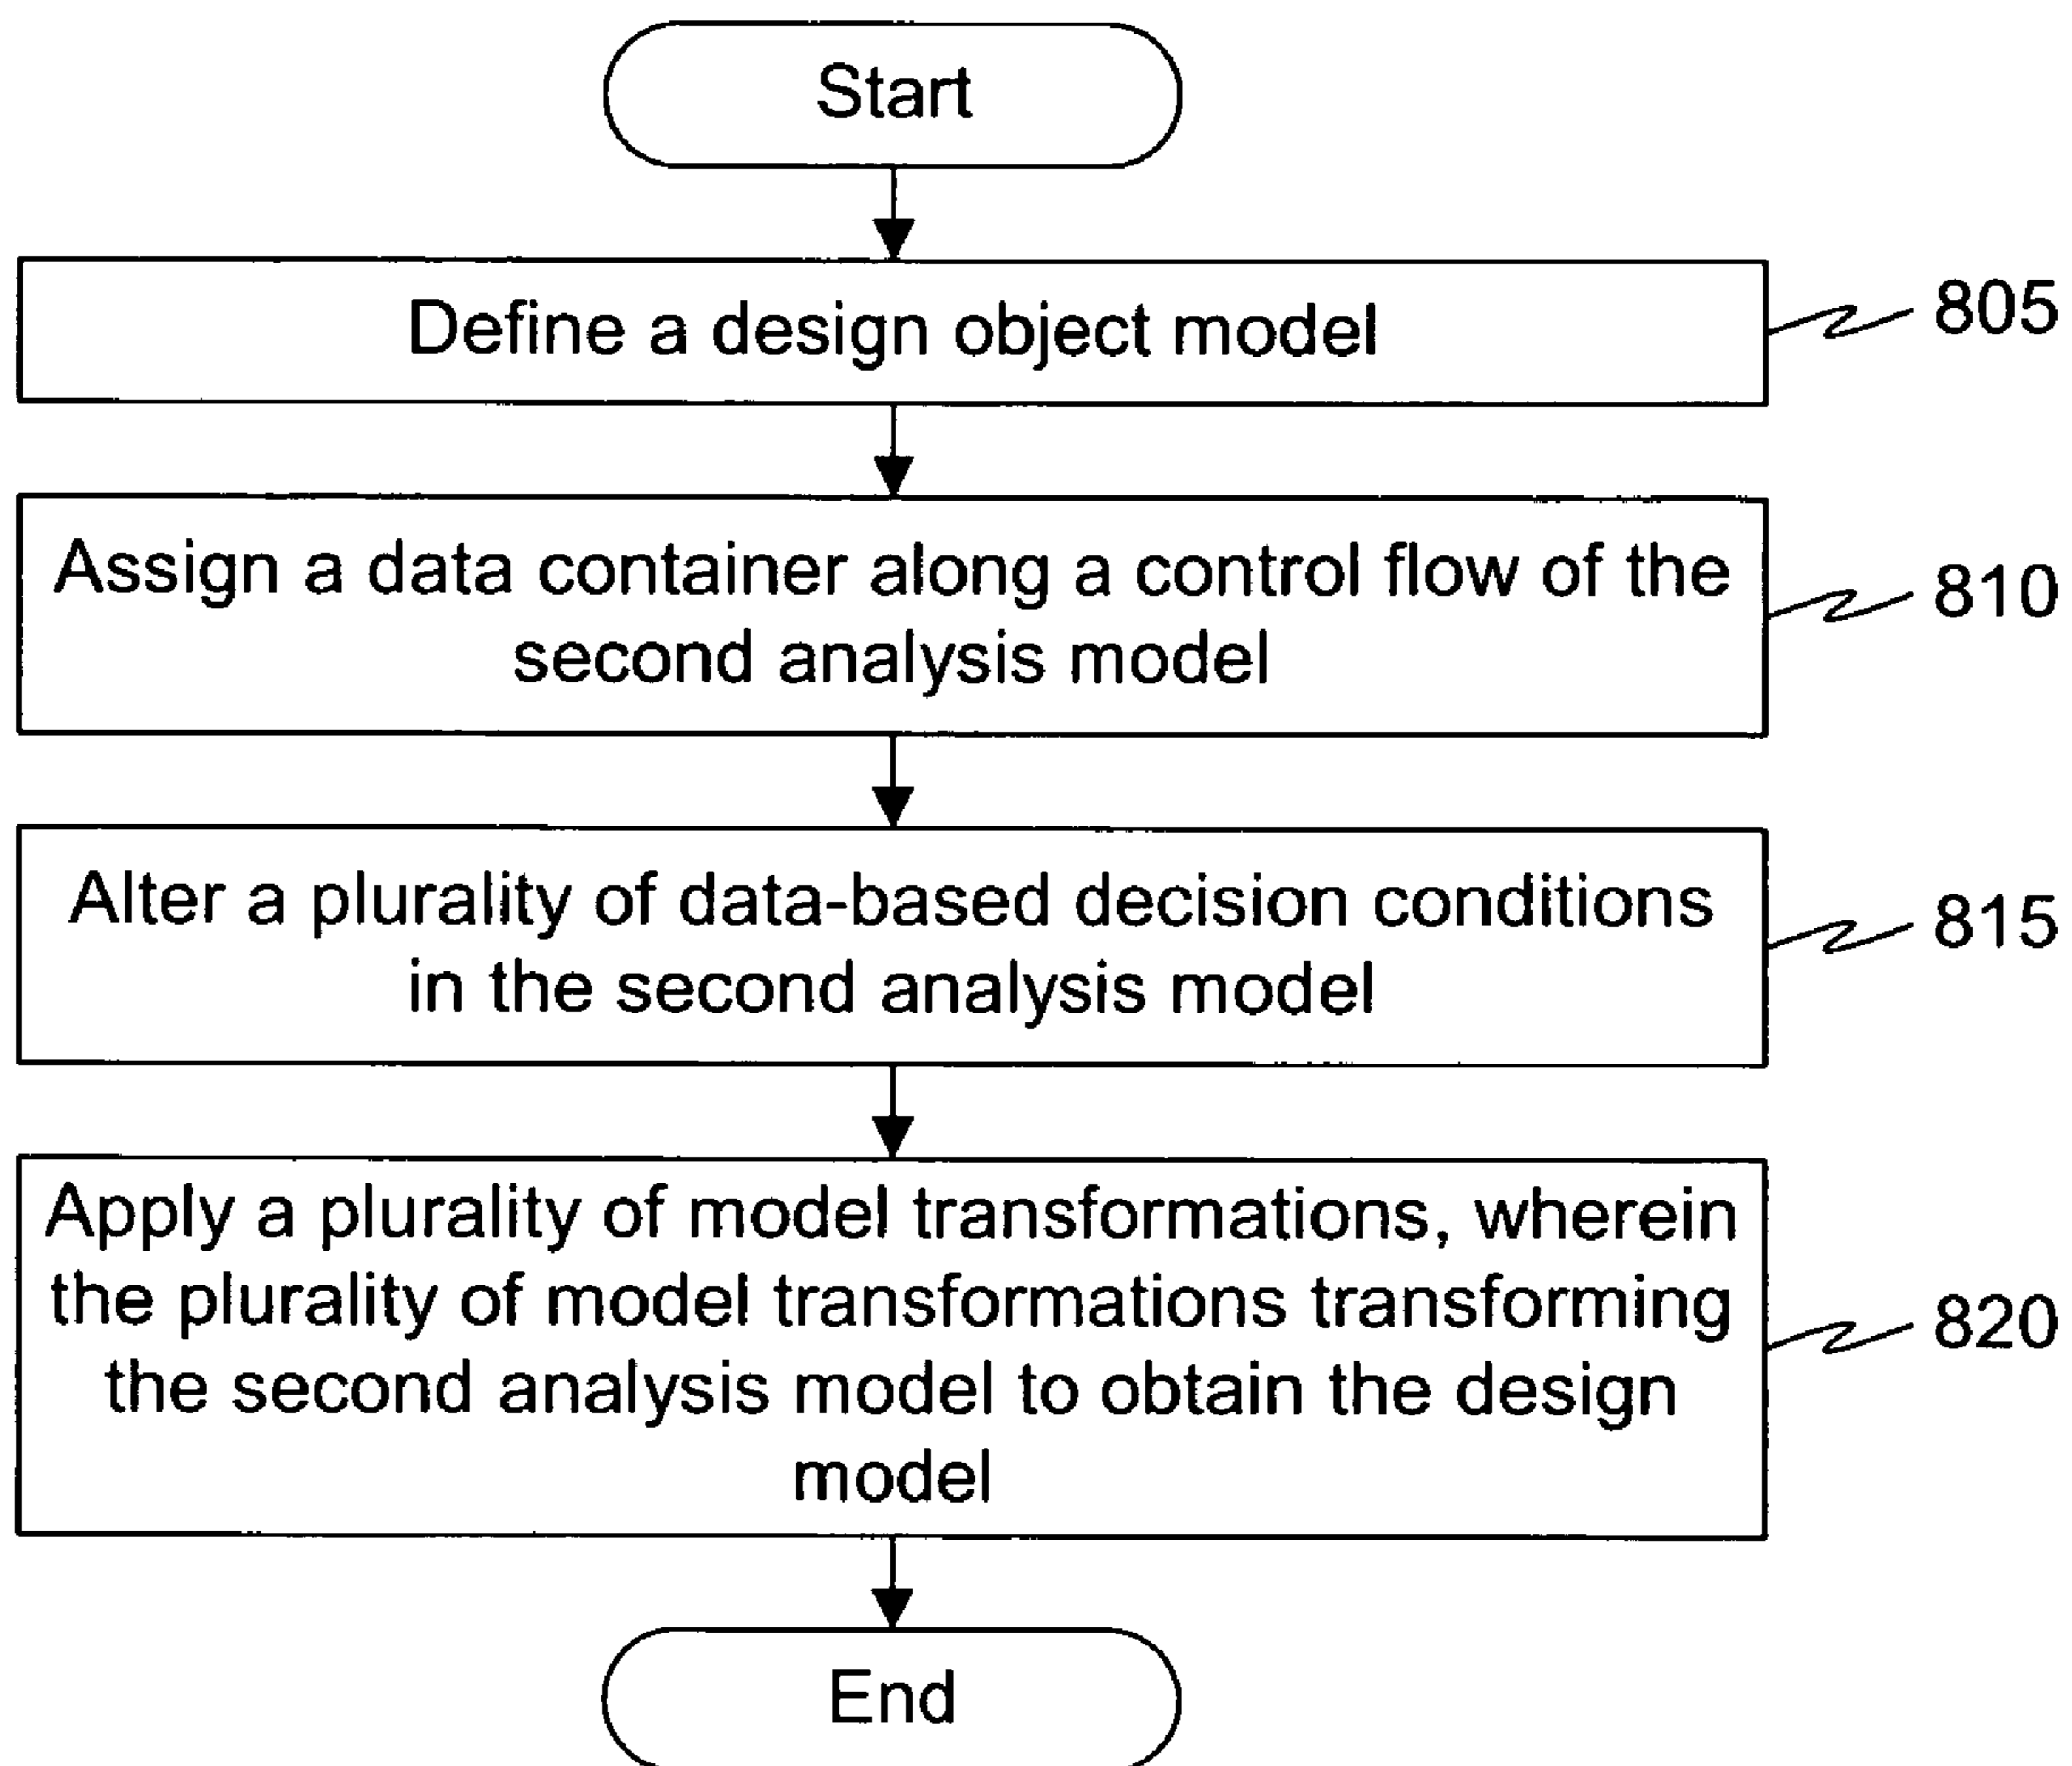 Start
Define a design object model
805
Assign a data container along a control flow of the
second analysis model
810
Alter a plurality of data-based decision conditions
in the second analysis model
815
Apply a plurality of model transformations, wherein
the plurality of model transformations transforming
the second analysis model to obtain the design
model
820
End